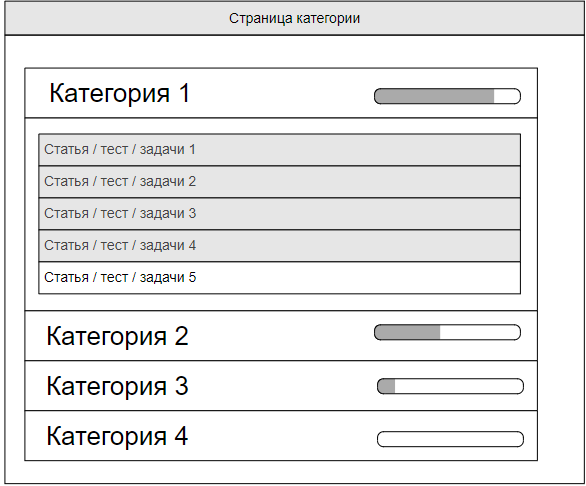 Страница категории
Категория 1
Статья / тест / задачи 1
Статья / тест / задачи 2
Статья / тест / задачи 3
Статья / тест / задачи 4
Статья / тест / задачи 5
Категория 2
Категория 3
Категория 4